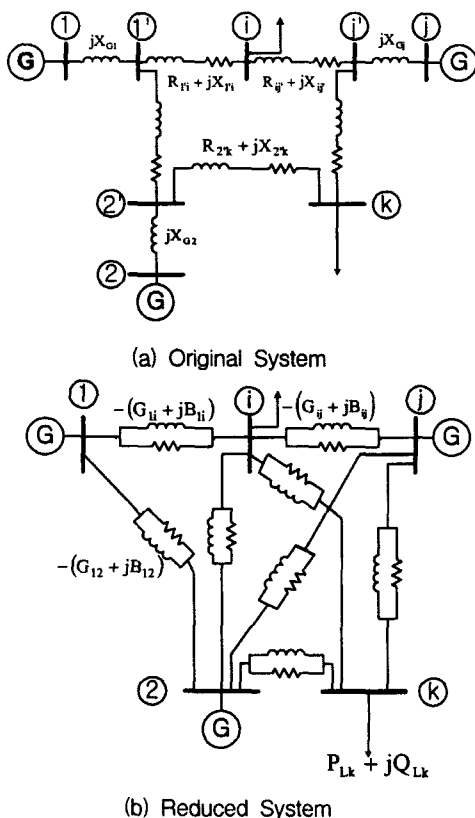 ① jX_G1 ①' ⓘ ⓙ' jX_Gj ⓙ
G G
R_1'i + jX_1'i R_ij' + jX_ij'
R_2'k + jX_2'k
②' ⓚ
jX_G2
②
G
(a) Original System
① −(G_1i + jB_1i) ⓘ −(G_ij + jB_ij) ⓙ
G G
−(G_12 + jB_12)
② ⓚ
G
P_Lk + jQ_Lk
(b) Reduced System